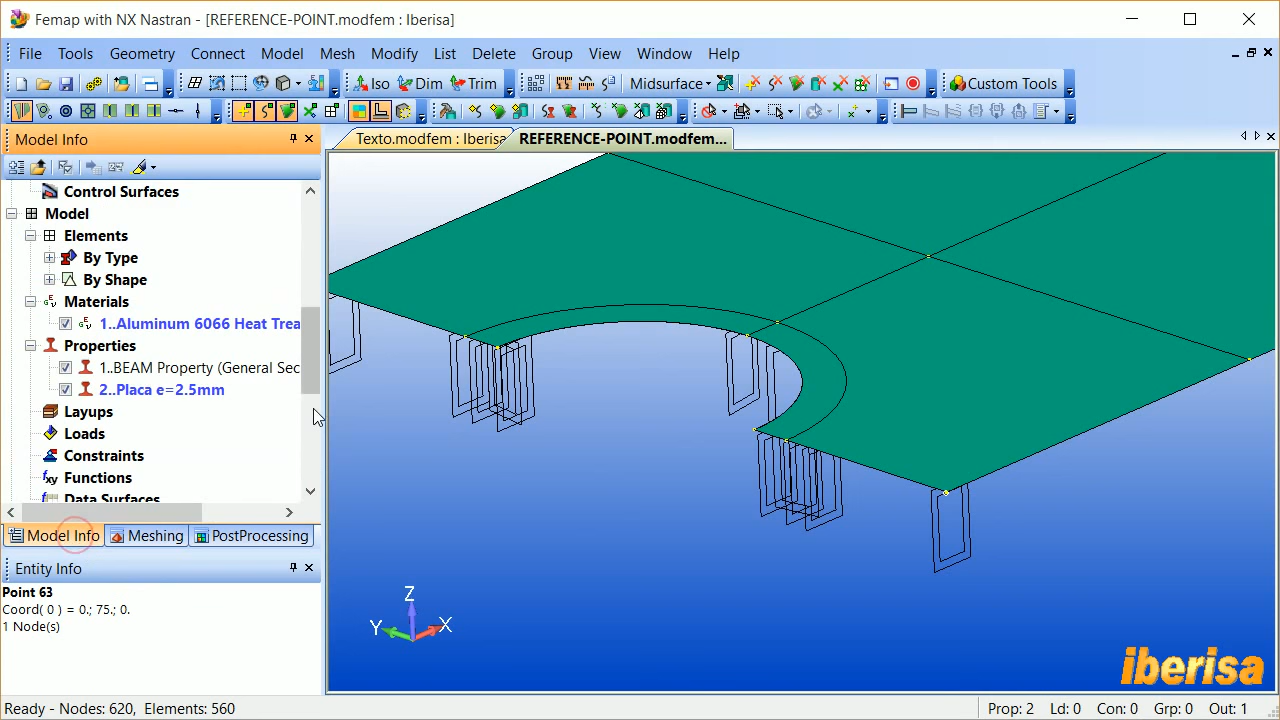 Femap with NX Nastran - [REFERENCE-POINT.modfem : Iberisa]
File Tools Geometry Connect Model Mesh Modify List Delete Group View Window Help
Iso Dim Trim Midsurface Custom Tools
Model Info
Texto.modfem : Iberisa REFERENCE-POINT.modfem...
Control Surfaces
Model
Elements
By Type
By Shape
Materials
1..Aluminum 6066 Heat Trea
Properties
1..BEAM Property (General Sec
2..Placa e=2.5mm
Layups
Loads
Constraints
Functions
Data Surfaces
Model Info Meshing PostProcessing
Entity Info
Point 63
Coord( 0 ) = 0.; 75.; 0.
1 Node(s)
Z
Y X
iberisa
Ready - Nodes: 620, Elements: 560 Prop: 2 Ld: 0 Con: 0 Grp: 0 Out: 1